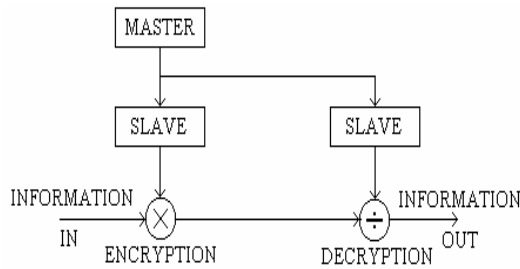 MASTER
SLAVE SLAVE
INFORMATION INFORMATION
× ÷
IN OUT
ENCRYPTION DECRYPTION